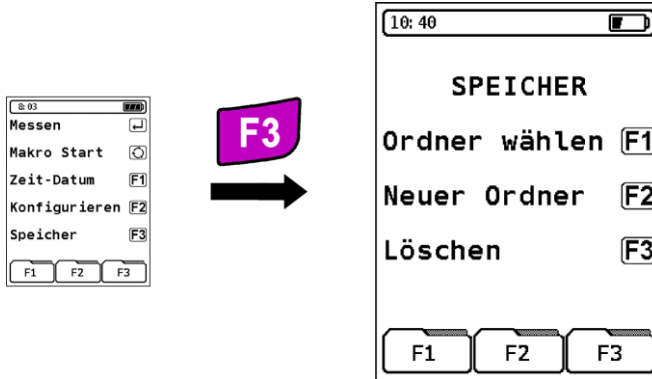 8:03
Messen
Makro Start
Zeit-Datum F1
Konfigurieren F2
Speicher F3
F1 F2 F3
F3
10:40
SPEICHER
Ordner wählen F1
Neuer Ordner F2
Löschen F3
F1 F2 F3